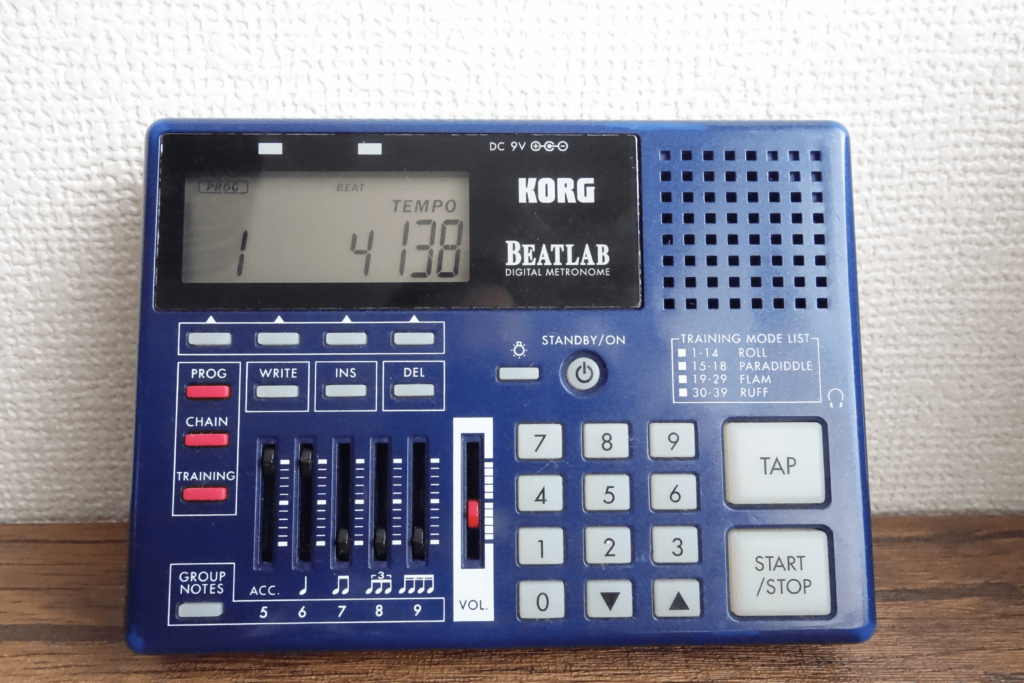 DC 9V
KORG
BEATLAB
DIGITAL METRONOME
PROG BEAT
TEMPO
1 4 138
STANDBY/ON
TRAINING MODE LIST
1-14 ROLL
15-18 PARADIDDLE
19-29 FLAM
30-39 RUFF
PROG WRITE INS DEL
CHAIN
TRAINING
GROUP
NOTES
ACC.
3
5 6 7 8 9
VOL.
7 8 9
4 5 6
1 2 3
0 ▼ ▲
TAP
START
/STOP